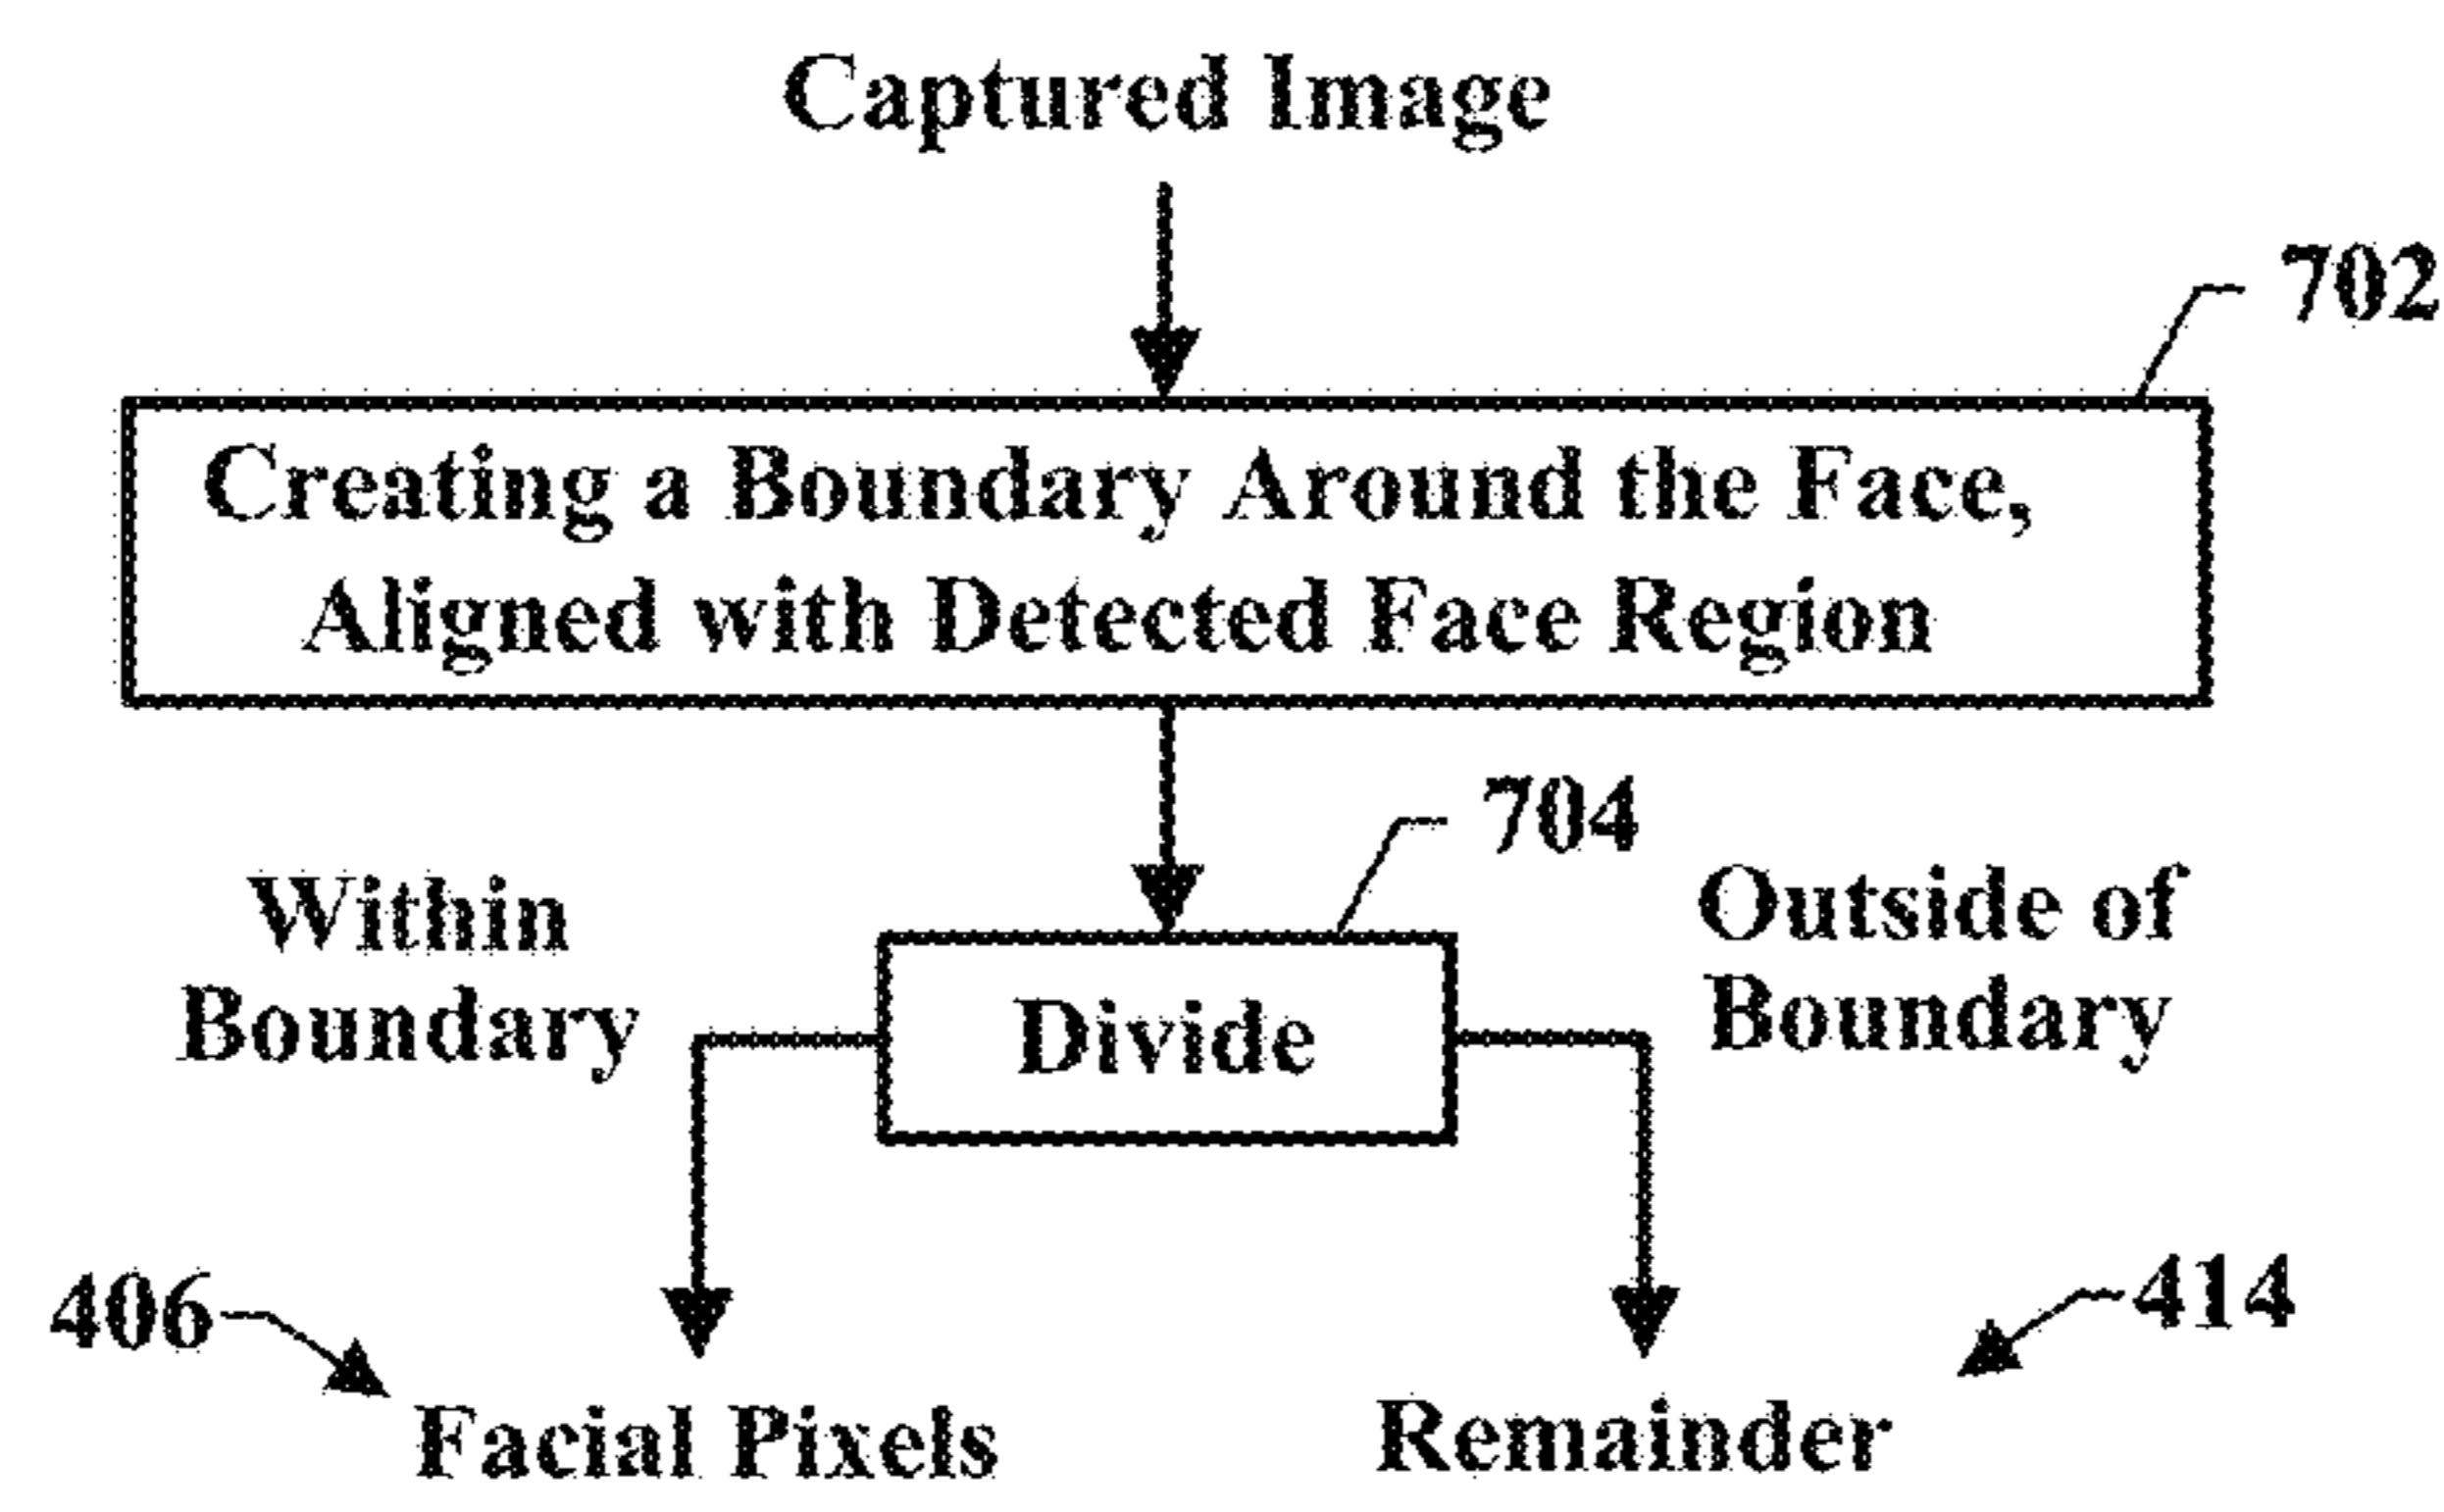 Captured Image
702
Creating a Boundary Around the Face,
Aligned with Detected Face Region
704
Within
Boundary
Divide
Outside of
Boundary
406
414
Facial Pixels
Remainder